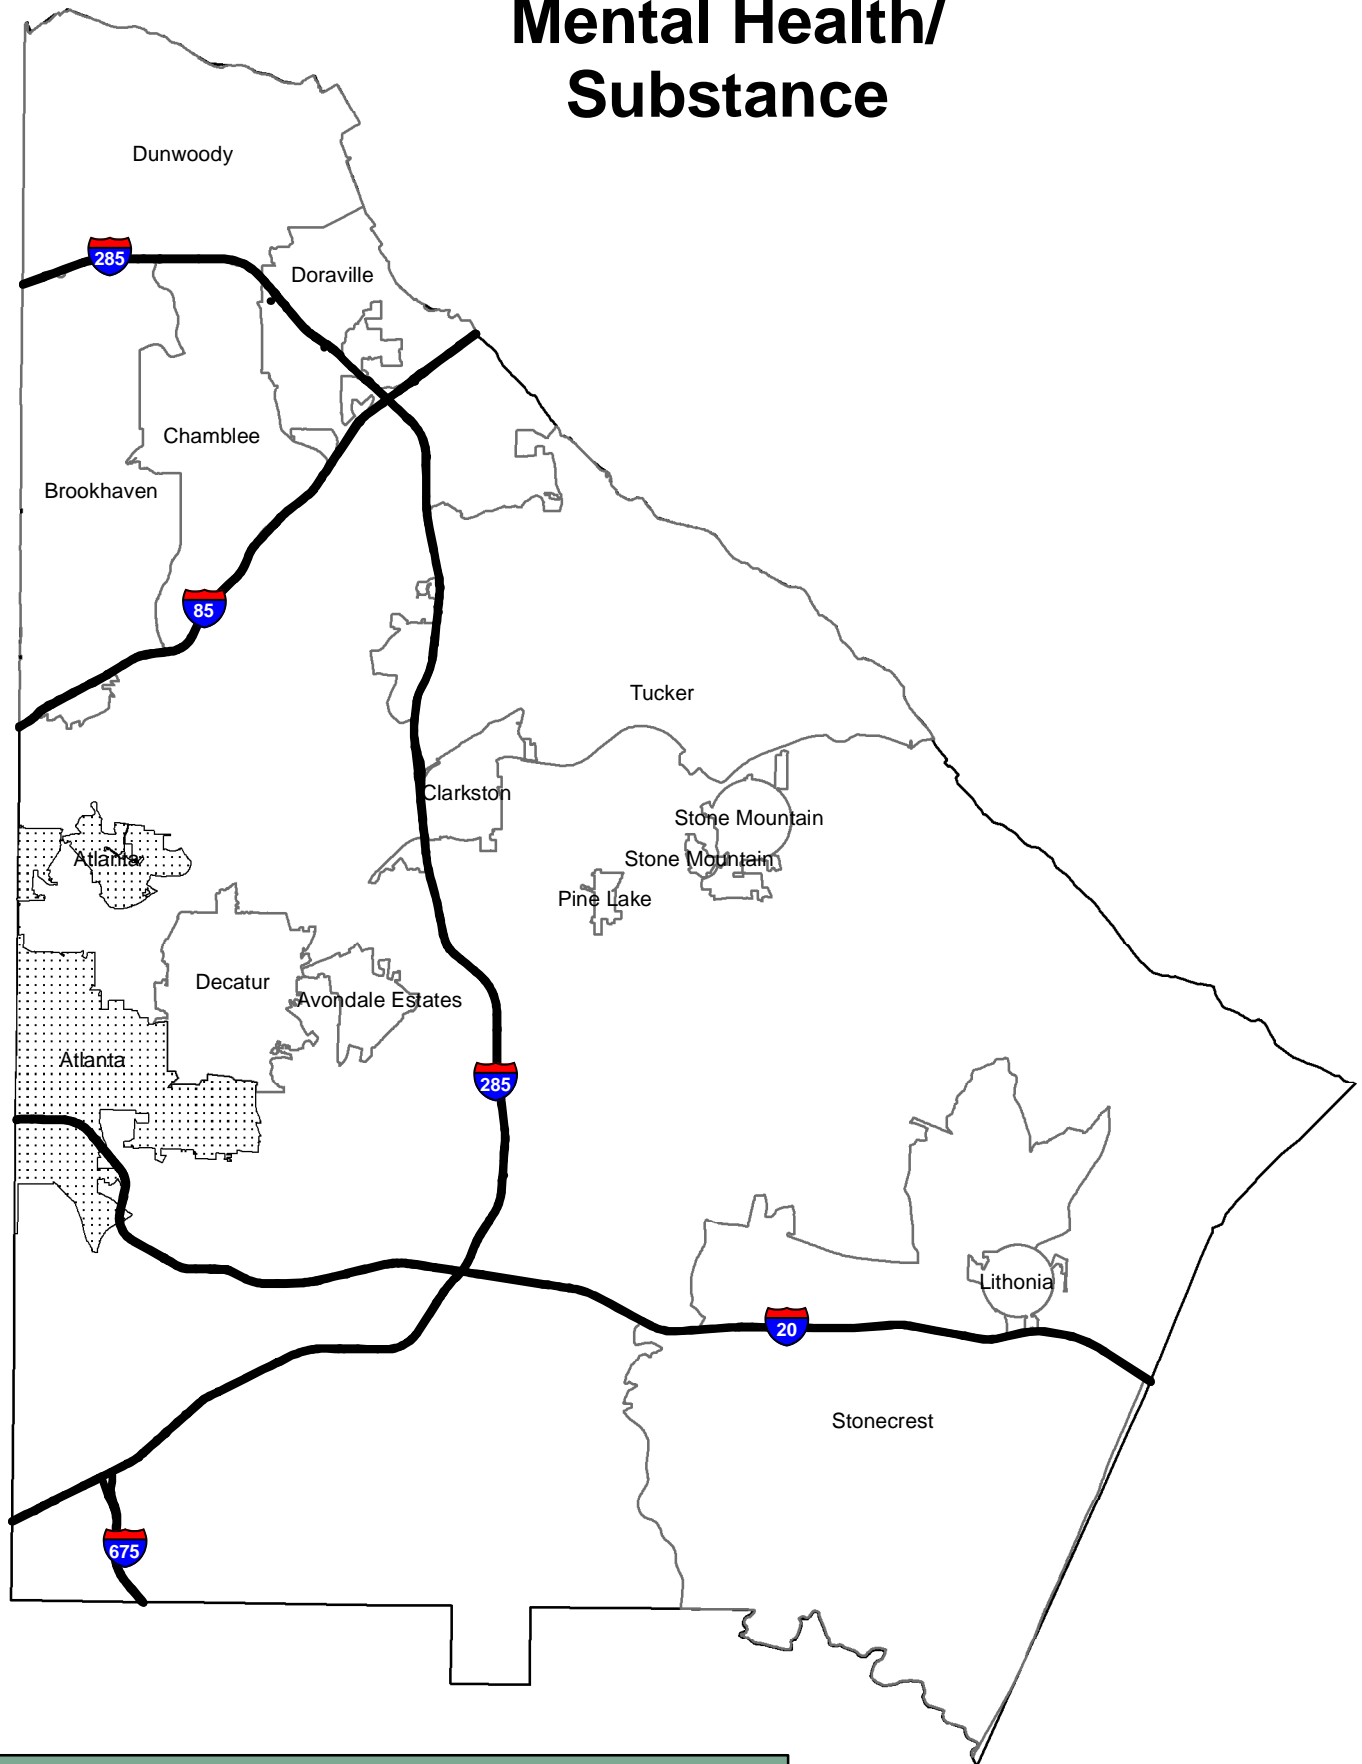 Mental Health/
Substance
Dunwoody
285
Doraville
Chamblee
Brookhaven
85
Tucker
Clarkston
Stone Mountain
Atlanta
Stone Mountain
Pine Lake
Decatur
Avondale Estates
Atlanta
285
Lithonia
20
Stonecrest
675